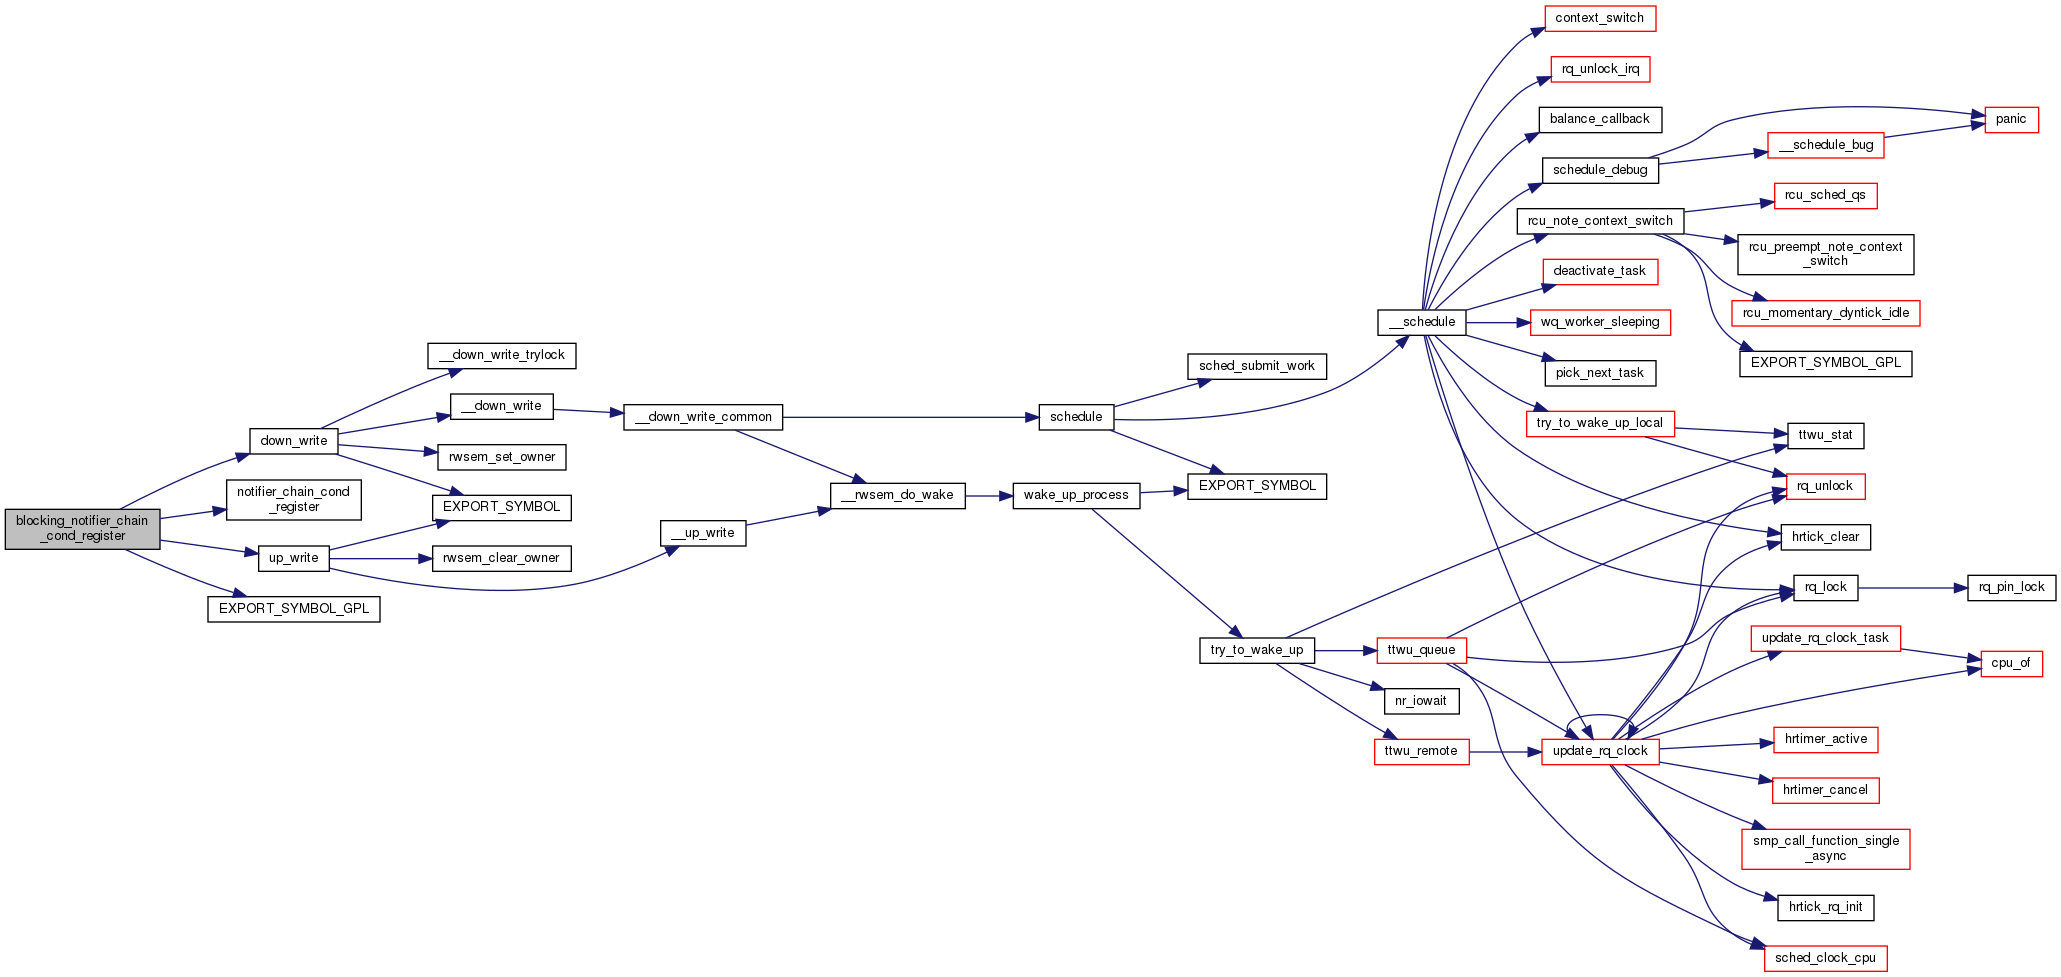 context_switch
rq_unlock_irq
balance_callback
panic
__schedule_bug
schedule_debug
rcu_sched_qs
rcu_note_context_switch
rcu_preempt_note_context
_switch
deactivate_task
rcu_momentary_dyntick_idle
__schedule
wq_worker_sleeping
__down_write_trylock
sched_submit_work
pick_next_task
EXPORT_SYMBOL_GPL
__down_write
__down_write_common
schedule
try_to_wake_up_local
ttwu_stat
down_write
rwsem_set_owner
notifier_chain_cond
_register
EXPORT_SYMBOL
__rwsem_do_wake
wake_up_process
EXPORT_SYMBOL
rq_unlock
blocking_notifier_chain
_cond_register
__up_write
hrtick_clear
up_write
rwsem_clear_owner
rq_lock
rq_pin_lock
EXPORT_SYMBOL_GPL
update_rq_clock_task
try_to_wake_up
ttwu_queue
cpu_of
nr_iowait
hrtimer_active
ttwu_remote
update_rq_clock
hrtimer_cancel
smp_call_function_single
_async
hrtick_rq_init
sched_clock_cpu